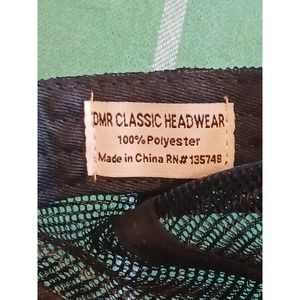 DMR CLASSIC HEADWEAR
100% Polyester
Made in China RN# 135748